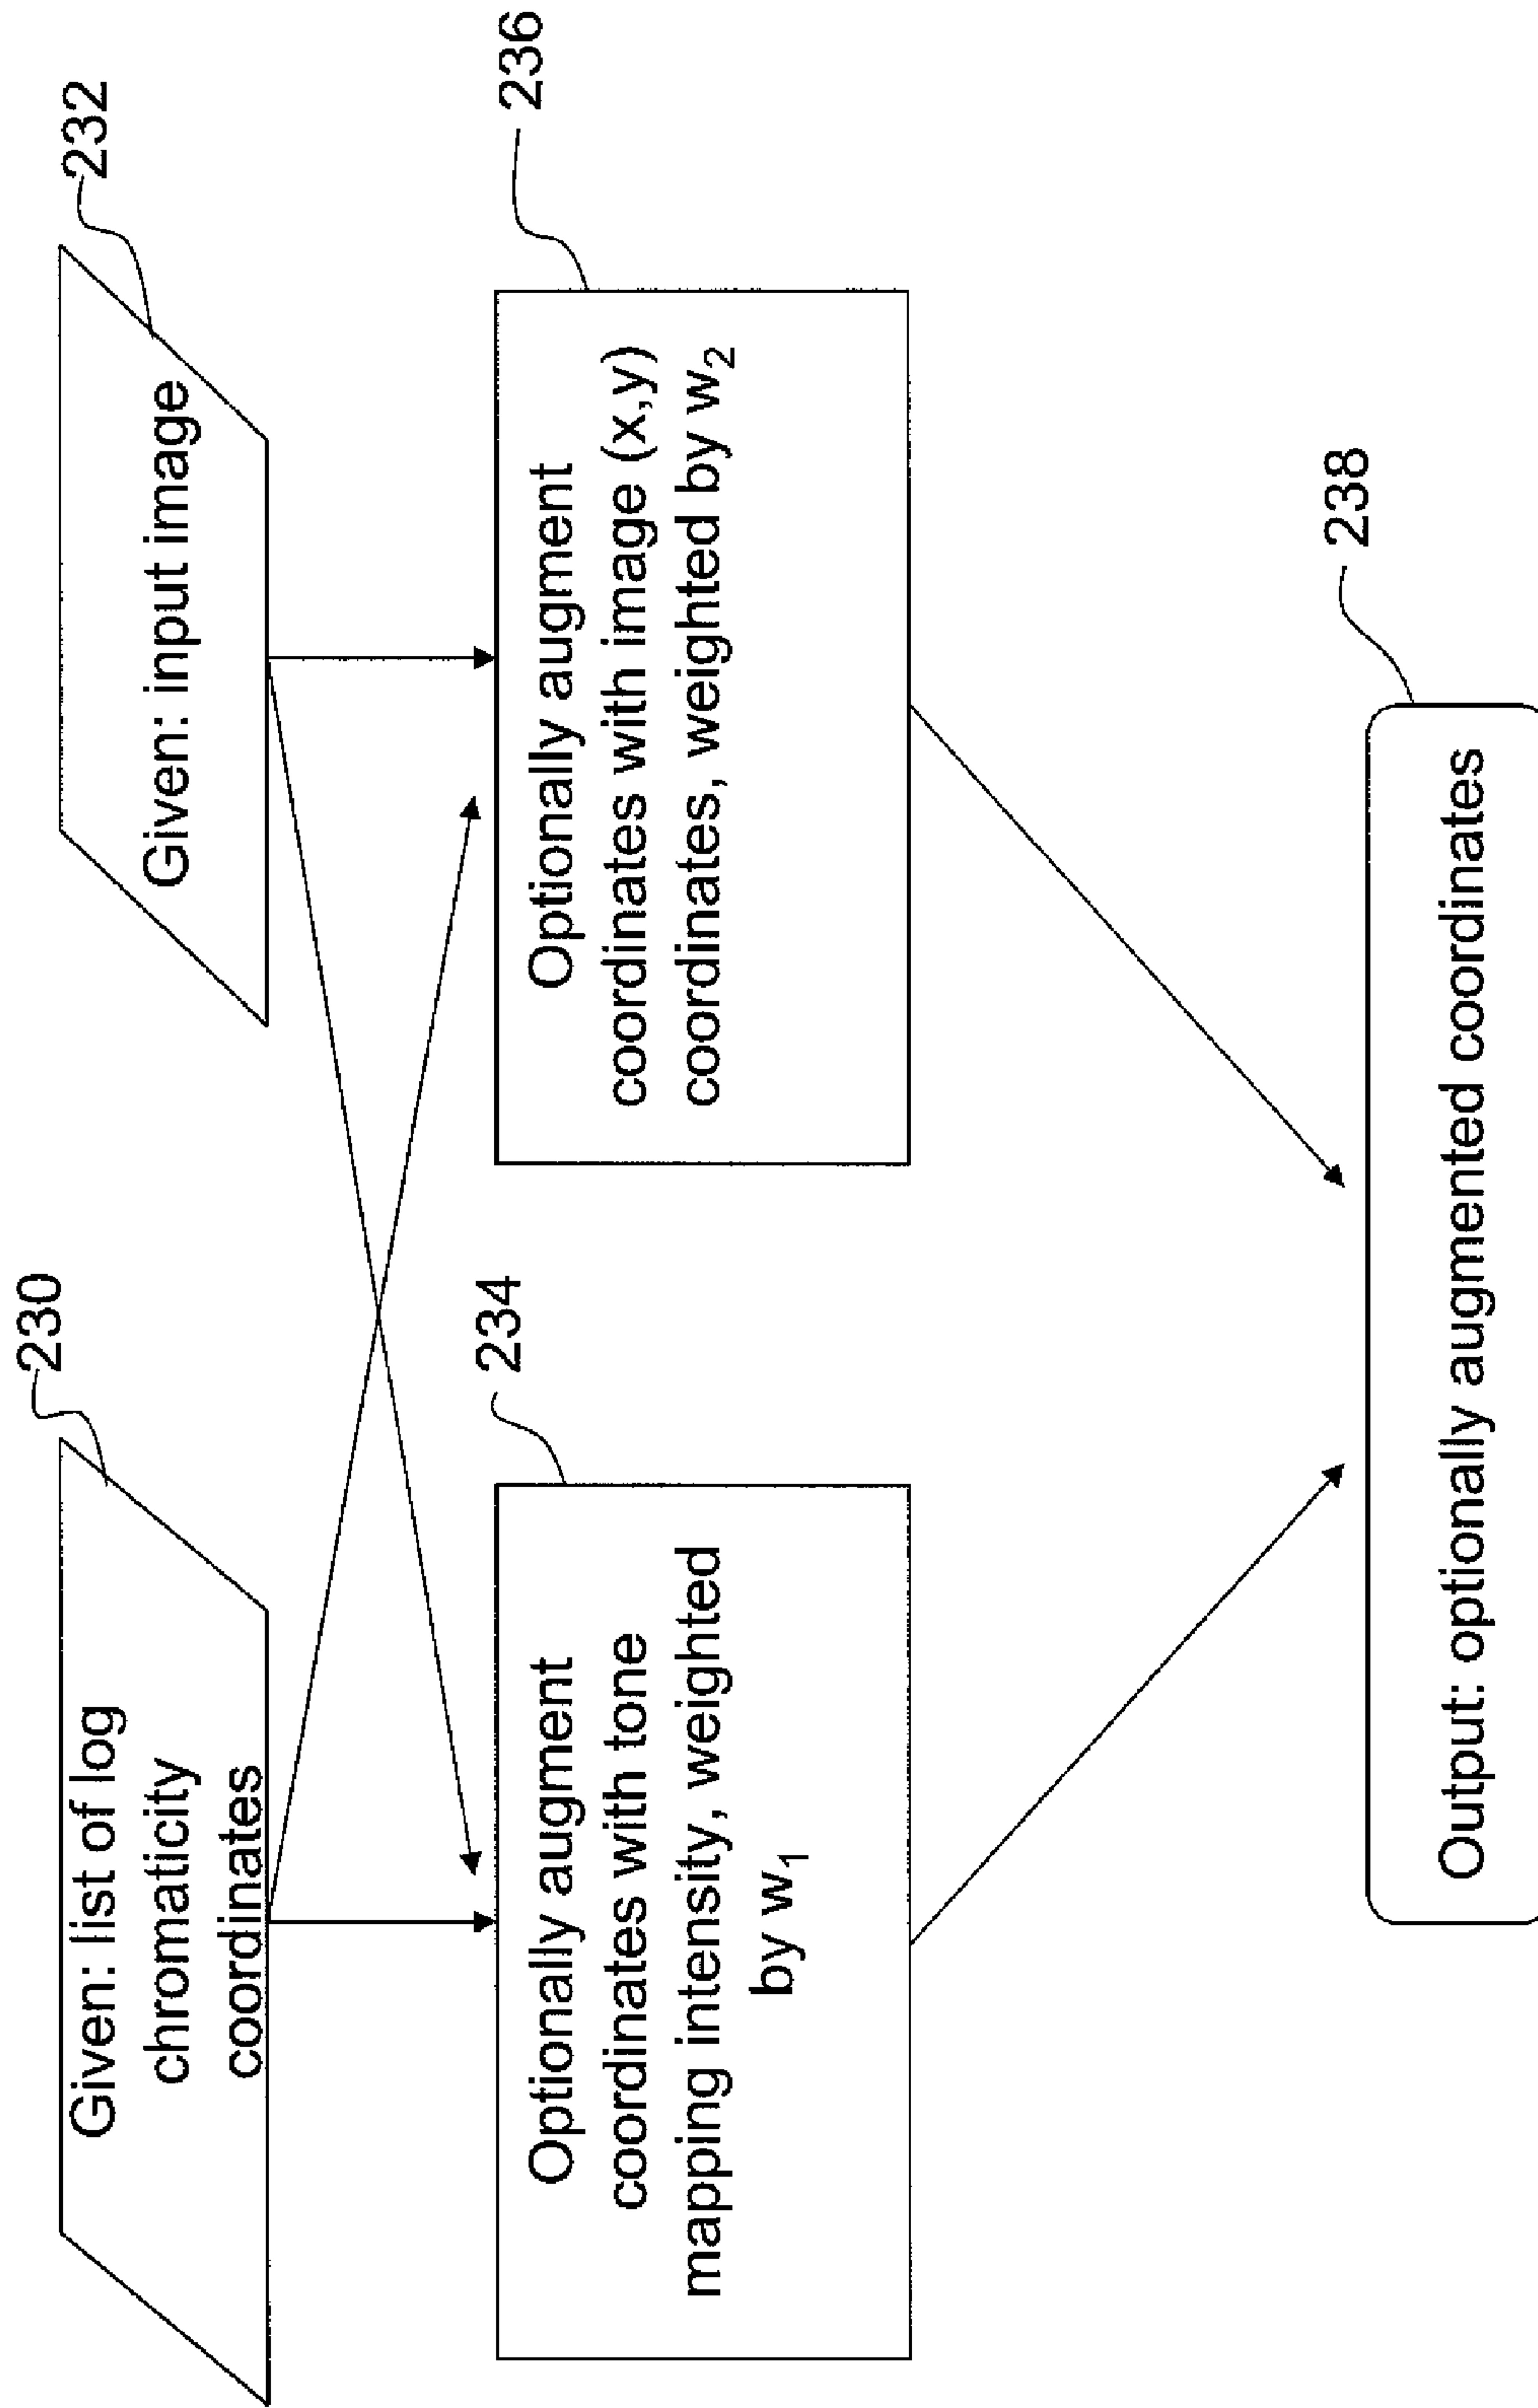 230
Given: list of log
chromaticity
coordinates
232
Given: input image
234
Optionally augment
coordinates with tone
mapping intensity, weighted
by w₁
236
Optionally augment
coordinates with image (x,y)
coordinates, weighted by w₂
238
Output: optionally augmented coordinates